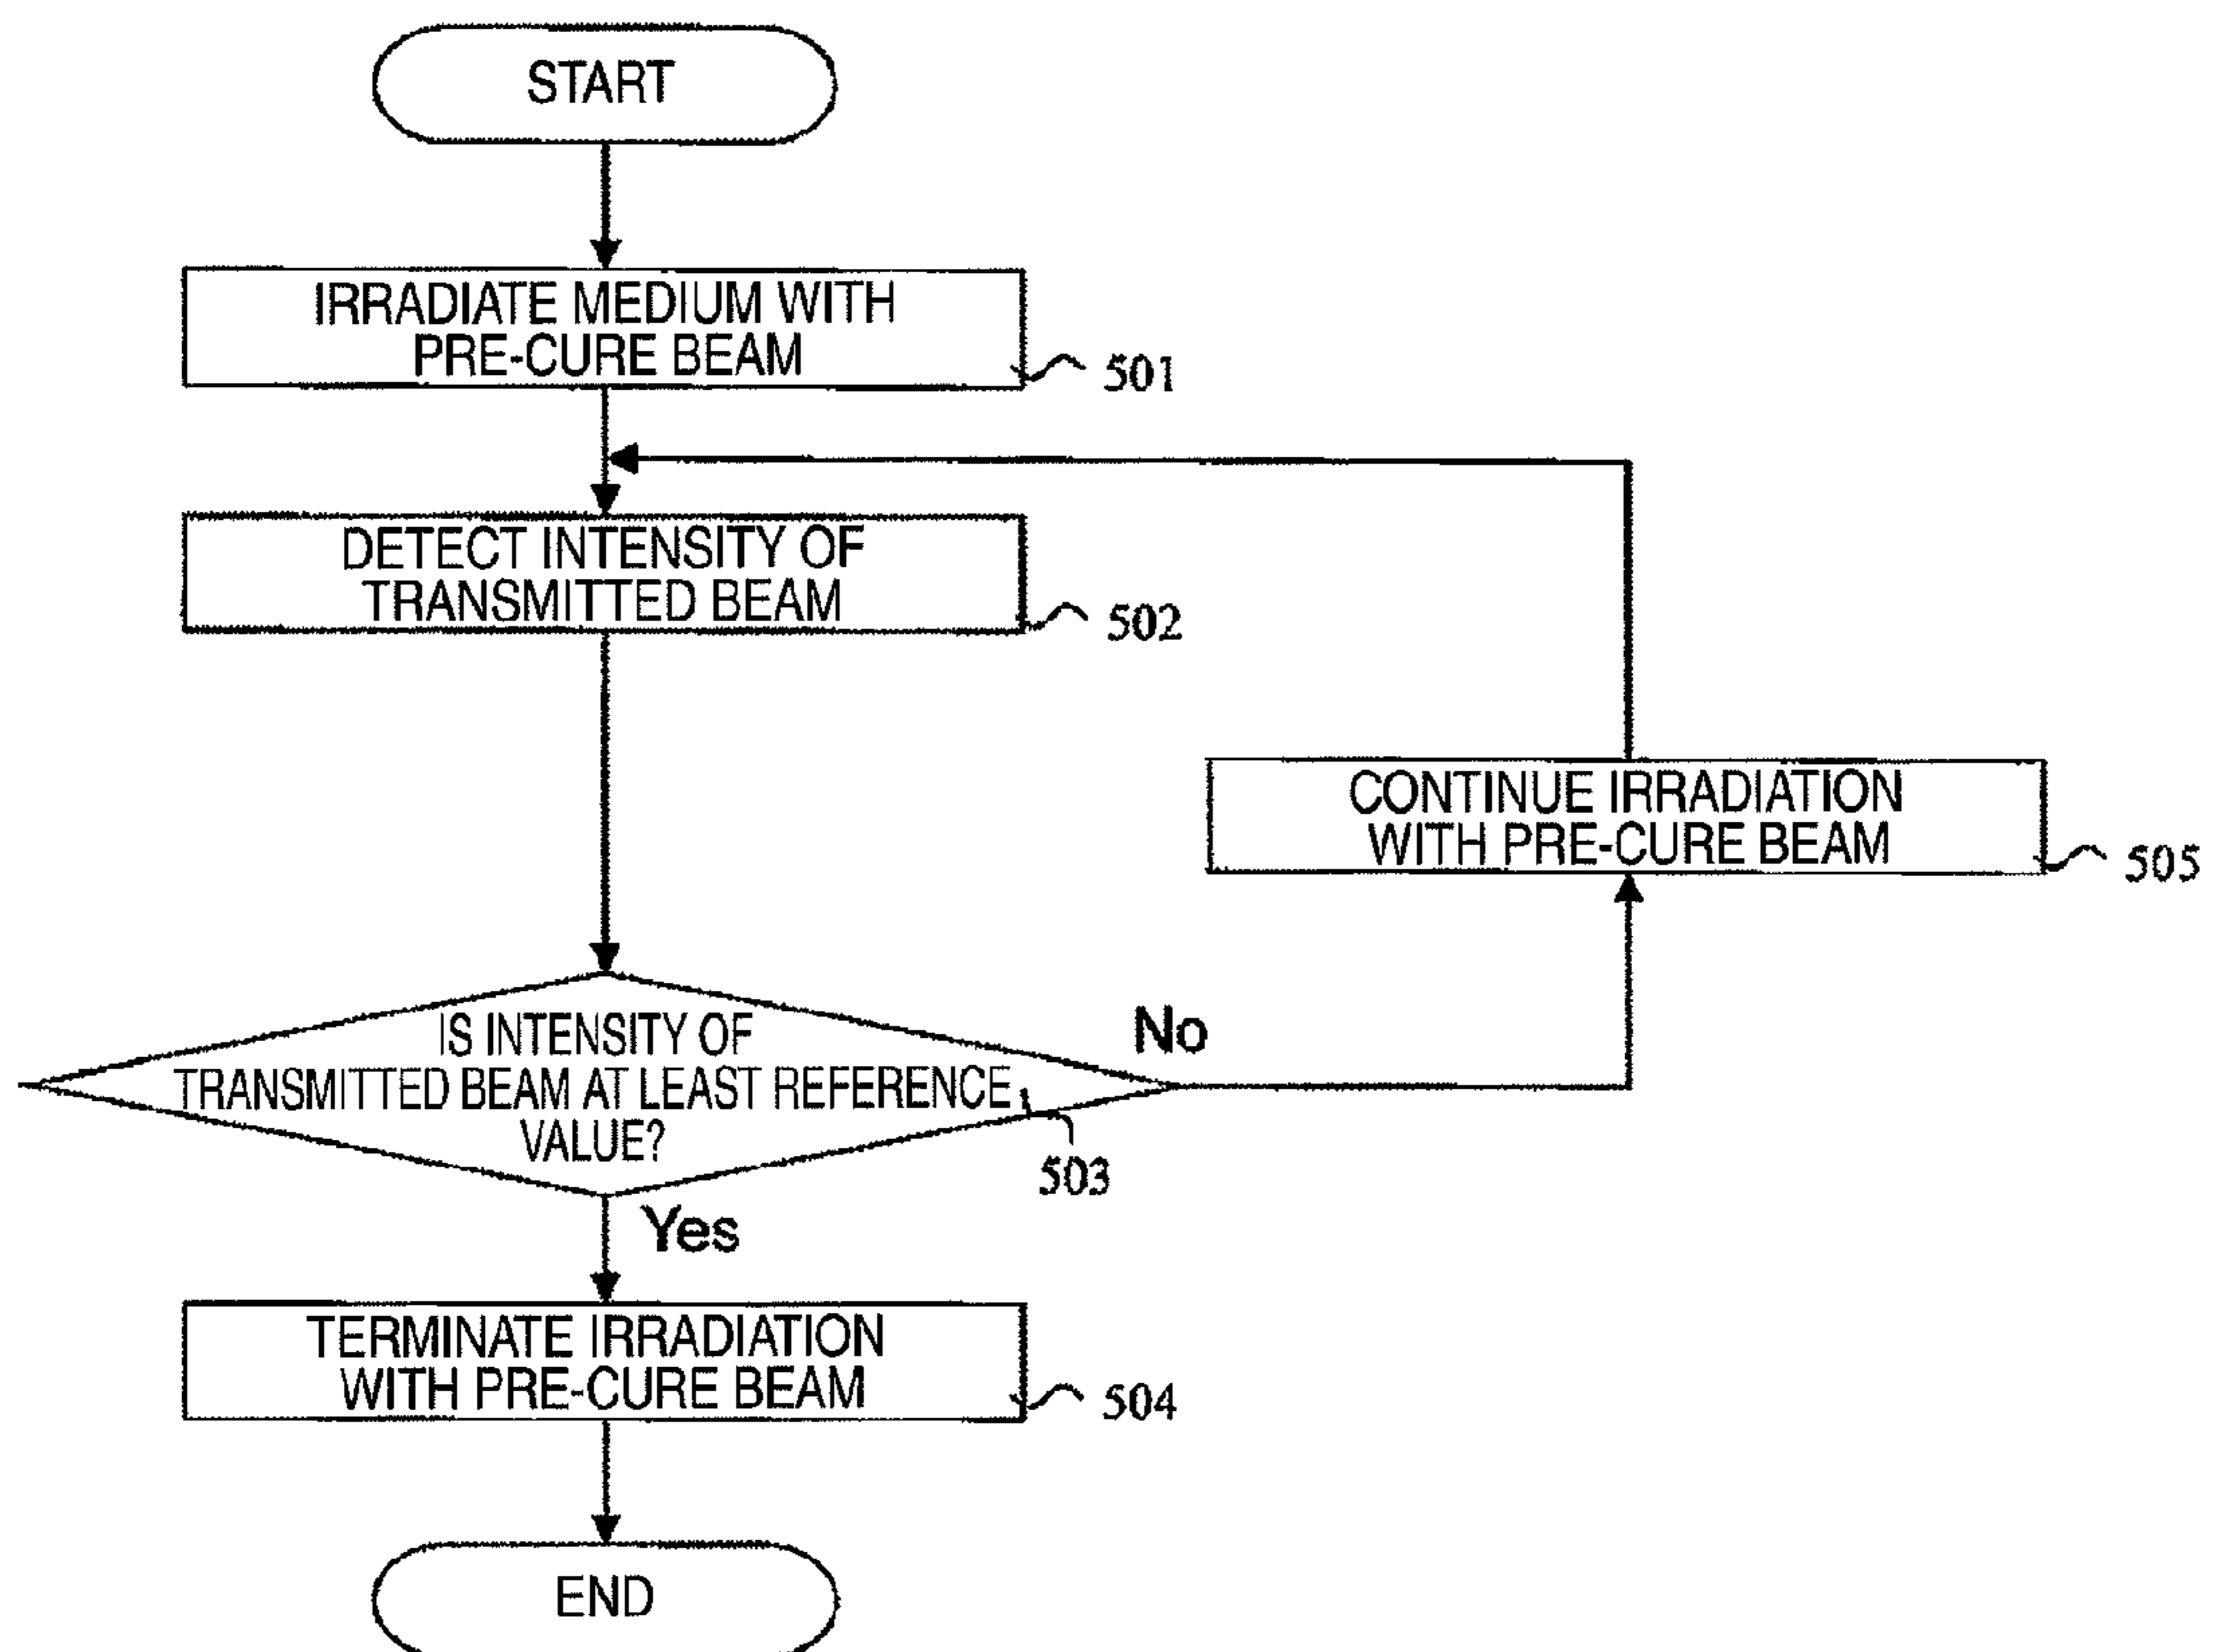 START
IRRADIATE MEDIUM WITH
PRE-CURE BEAM
501
DETECT INTENSITY OF
TRANSMITTED BEAM
502
CONTINUE IRRADIATION
WITH PRE-CURE BEAM
505
IS INTENSITY OF
TRANSMITTED BEAM AT LEAST REFERENCE
VALUE?
503
No
Yes
TERMINATE IRRADIATION
WITH PRE-CURE BEAM
504
END